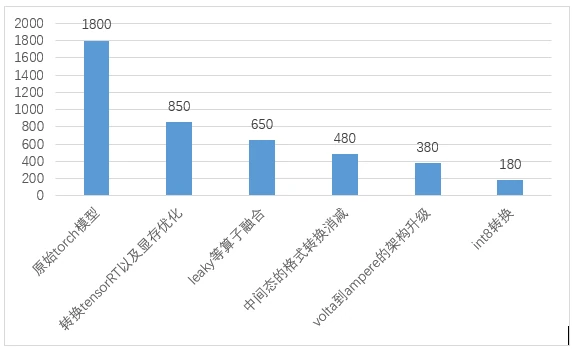 2000
1800
1600
1400
1200
1000
800
600
400
200
0
1800
850
650
480
380
180
原始torch模型
转换tensorRT以及显存优化
leaky等算子融合
中间态的格式转换消减
volta到ampere的架构升级
int8转换